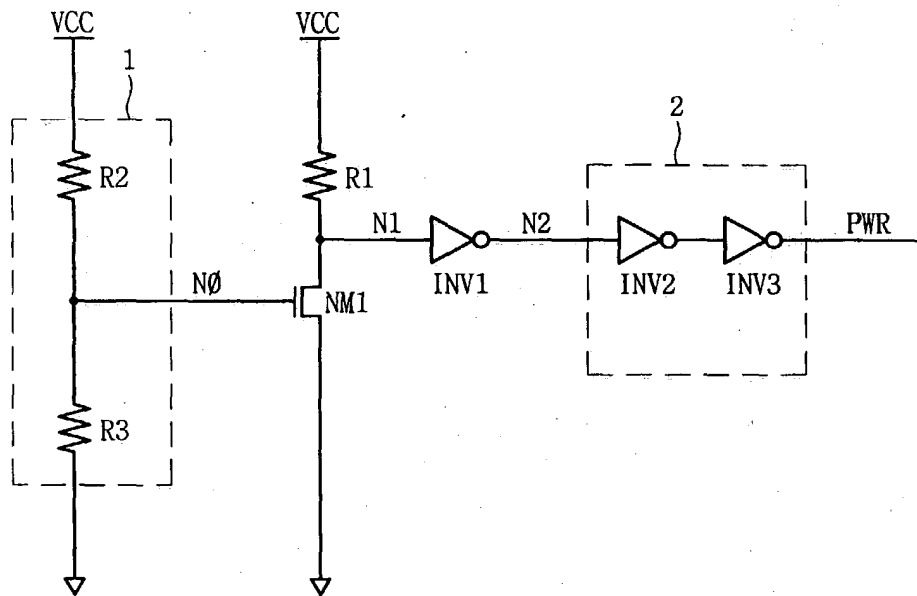 VCC
VCC
1
2
R2
R1
N1
N2
PWR
INV1
INV2
INV3
NØ
NM1
R3